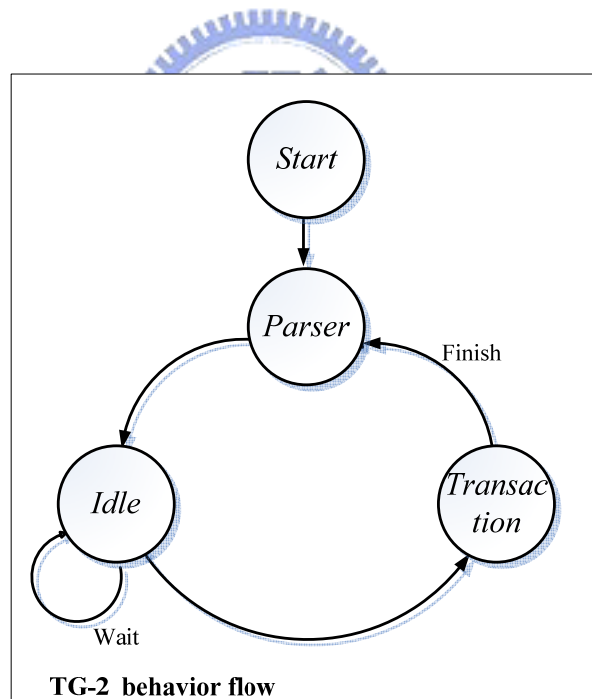 Start
Parser
Finish
Idle
Transac
tion
Wait
TG-2 behavior flow